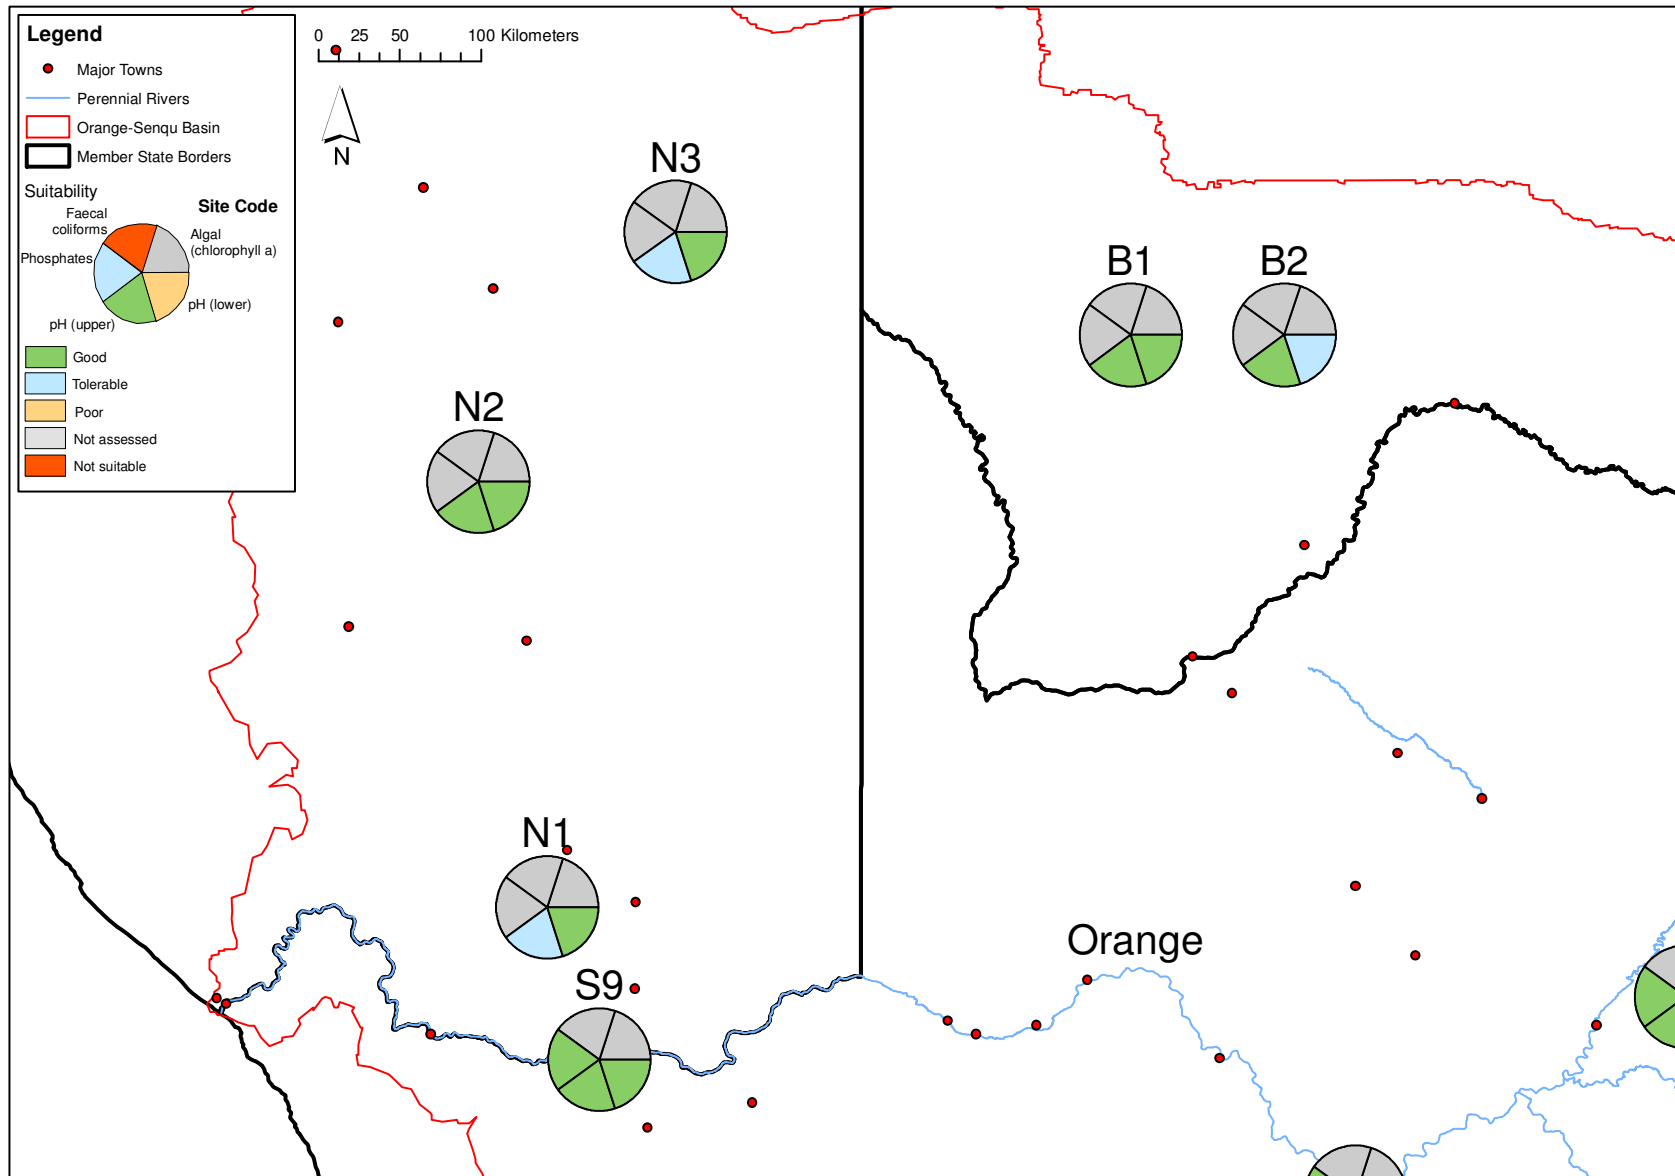 Legend
Major Towns
Perennial Rivers
Orange-Senqu Basin
Member State Borders
Suitability
Site Code
Faecal
coliforms
Algal
(chlorophyll a)
Phosphates
pH (lower)
pH (upper)
Good
Tolerable
Poor
Not assessed
Not suitable
0 25 50 100 Kilometers
N
N3
B1
B2
N2
N1
Orange
S9